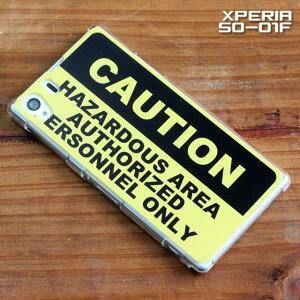 XPERIA
SO-01F
CAUTION
HAZARDOUS AREA
AUTHORIZED
ERSONNEL ONLY